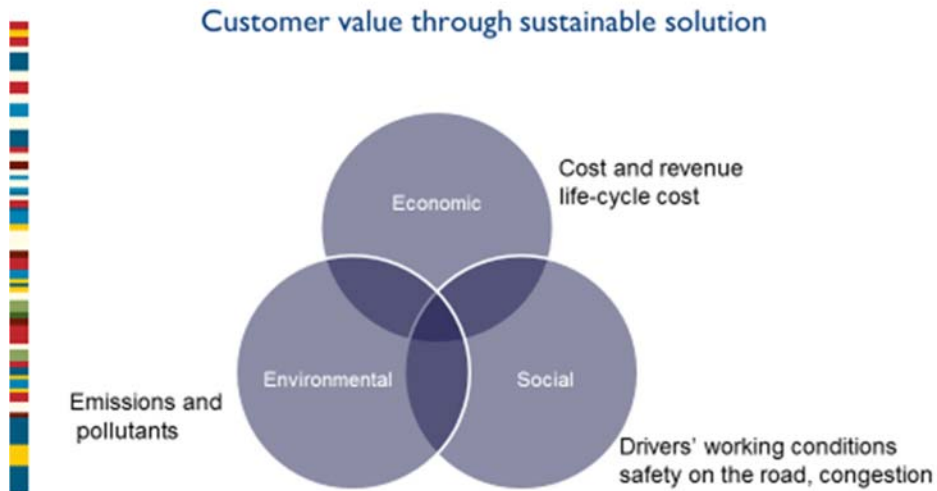 Customer value through sustainable solution
Economic
Cost and revenue
life-cycle cost
Environmental
Social
Emissions and
pollutants
Drivers’ working conditions
safety on the road, congestion